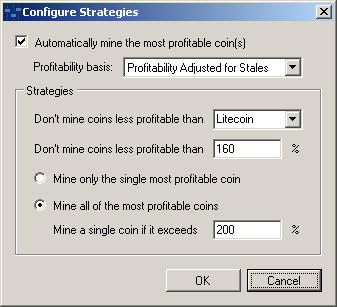 Configure Strategies
Automatically mine the most profitable coin(s)
Profitability basis: Profitability Adjusted for Stales
Strategies
Don't mine coins less profitable than Litecoin
Don't mine coins less profitable than 160 %
Mine only the single most profitable coin
Mine all of the most profitable coins
Mine a single coin if it exceeds 200 %
OK Cancel